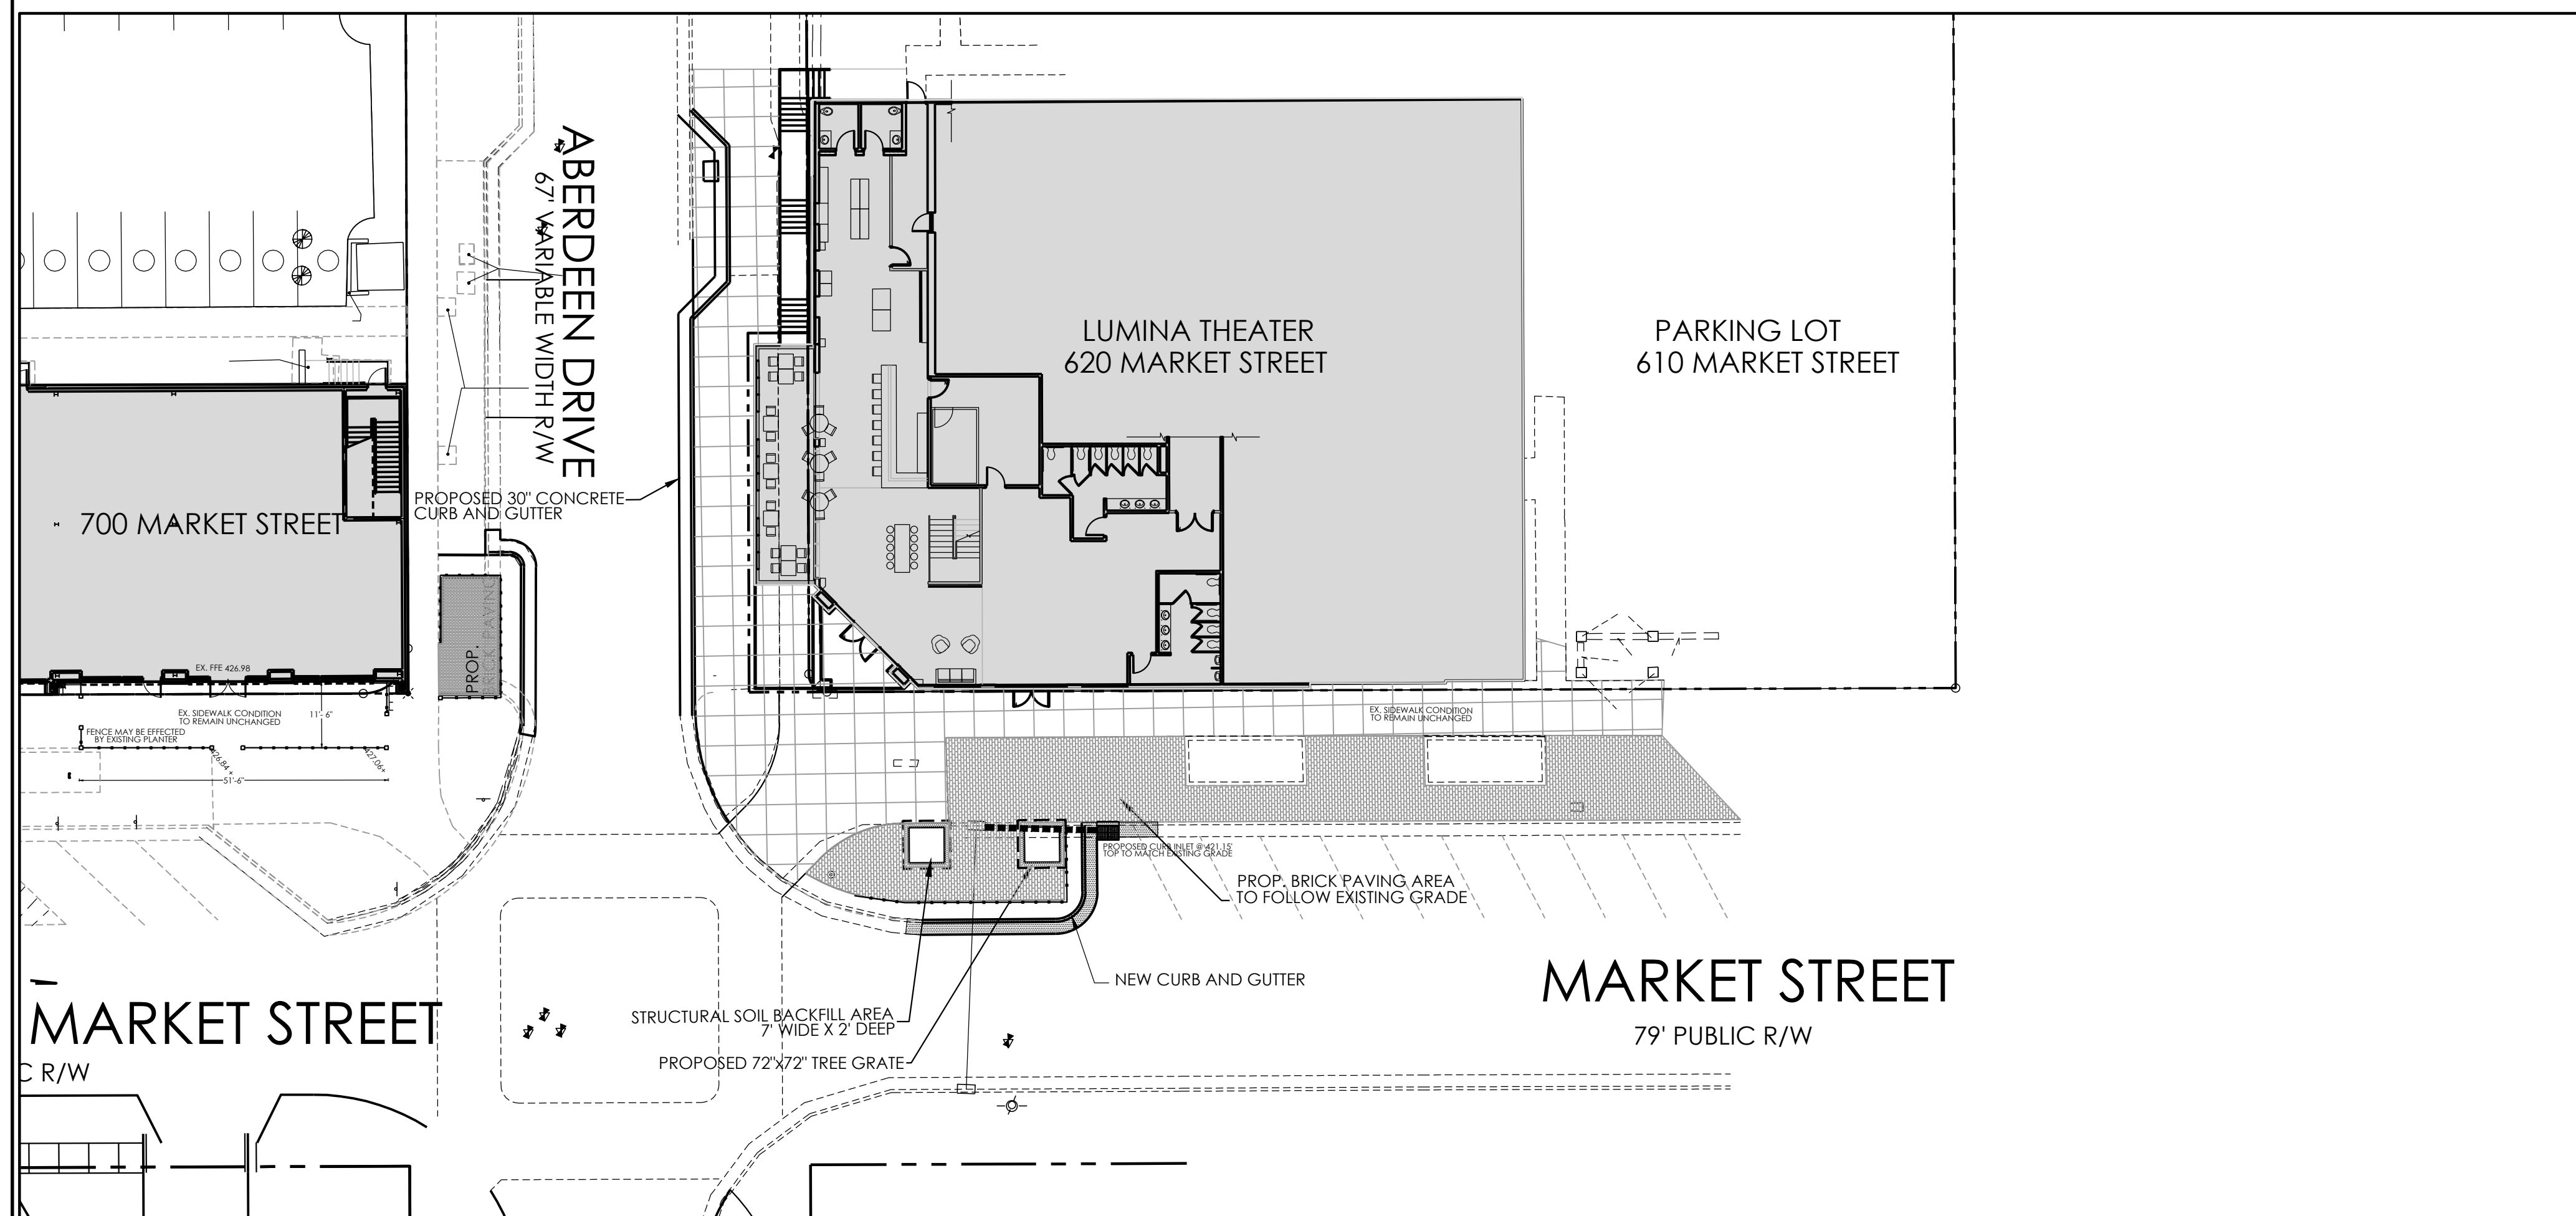 ABERDEEN DRIVE
67' VARIABLE WIDTH R/W
LUMINA THEATER
620 MARKET STREET
PARKING LOT
610 MARKET STREET
PROPOSED 30" CONCRETE
CURB AND GUTTER
700 MARKET STREET
PROP.
BRICK PAVING
EX. FFE 426.98
EX. SIDEWALK CONDITION
TO REMAIN UNCHANGED
11'- 6"
FENCE MAY BE EFFECTED
BY EXISTING PLANTER
426.84 +
427.06+
51'-6"
EX. SIDEWALK CONDITION
TO REMAIN UNCHANGED
PROPOSED CURB INLET @ 421.15'
TOP TO MATCH EXISTING GRADE
PROP. BRICK PAVING AREA
TO FOLLOW EXISTING GRADE
NEW CURB AND GUTTER
STRUCTURAL SOIL BACKFILL AREA
7' WIDE X 2' DEEP
PROPOSED 72"x72" TREE GRATE
MARKET STREET
79' PUBLIC R/W
MARKET STREET
C R/W